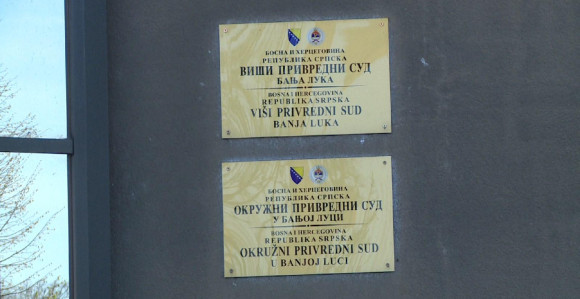 БОСНА И ХЕРЦЕГОВИНА
РЕПУБЛИКА СРПСКА
ВИШИ ПРИВРЕДНИ СУД
БАЊА ЛУКА
BOSNA I HERCEGOVINA
REPUBLIKA SRPSKA
VIŠI PRIVREDNI SUD
BANJA LUKA
БОСНА И ХЕРЦЕГОВИНА
РЕПУБЛИКА СРПСКА
ОКРУЖНИ ПРИВРЕДНИ СУД
У БАЊОЈ ЛУЦИ
BOSNA I HERCEGOVINA
REPUBLIKA SRPSKA
OKRUŽNI PRIVREDNI SUD
U BANJOJ LUCI